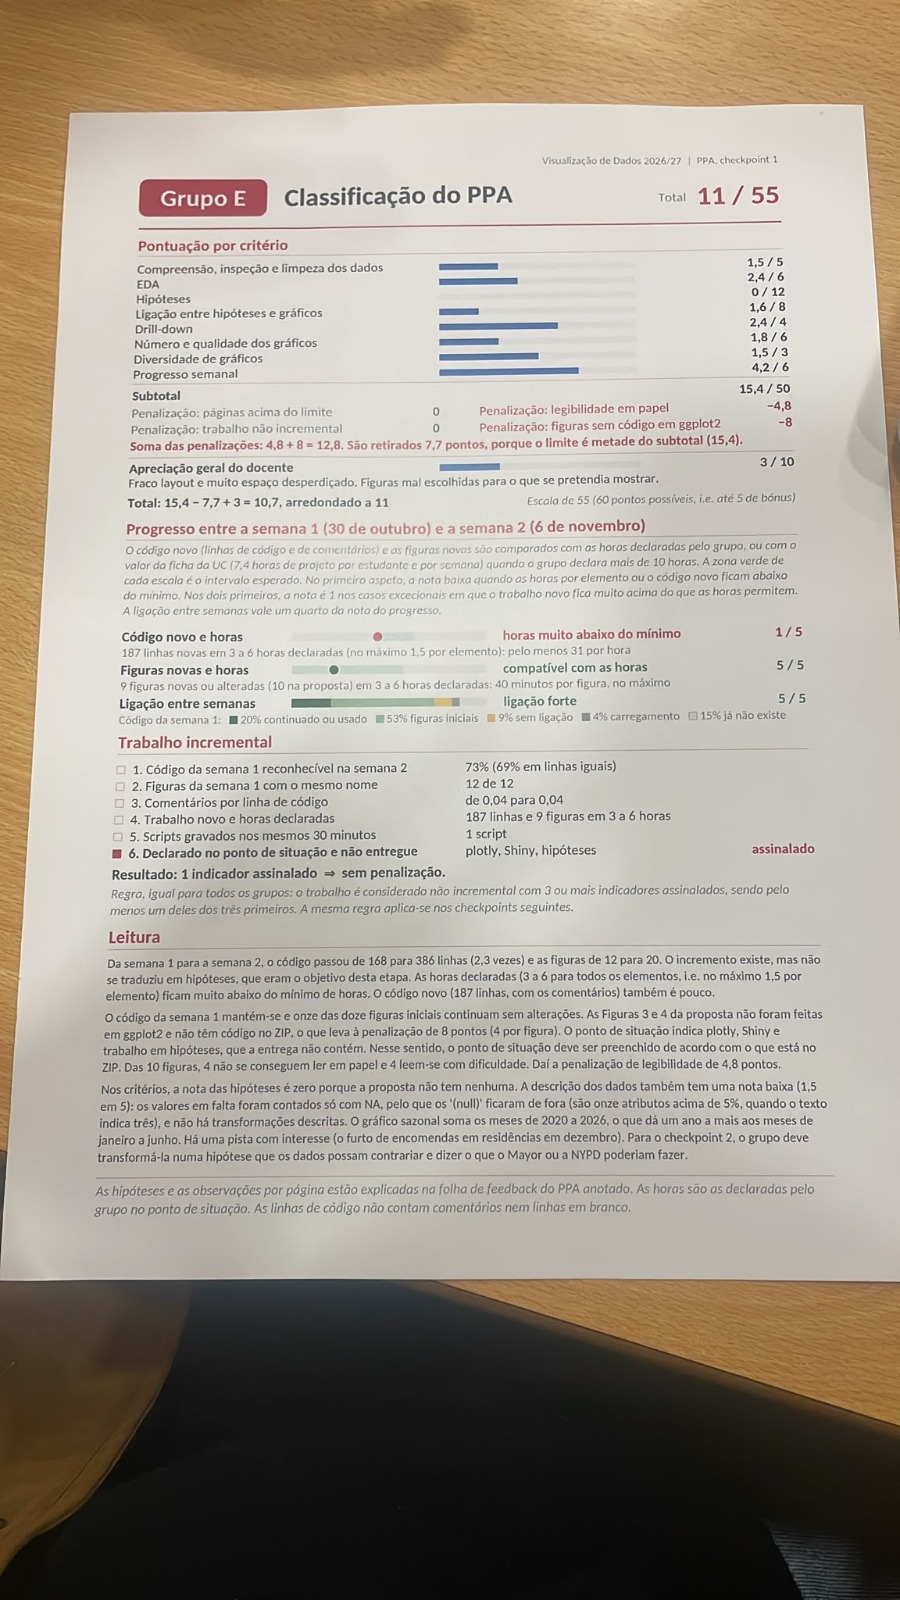 Visualização de Dados 2026/27 | PPA, checkpoint 1
Grupo E Classificação do PPA Total 11 / 55
Pontuação por critério
Compreensão, inspeção e limpeza dos dados 1,5 / 5
EDA 2,4 / 6
Hipóteses 0 / 12
Ligação entre hipóteses e gráficos 1,6 / 8
Drill-down 2,4 / 4
Número e qualidade dos gráficos 1,8 / 6
Diversidade de gráficos 1,5 / 3
Progresso semanal 4,2 / 6
Subtotal 15,4 / 50
Penalização: páginas acima do limite 0 Penalização: legibilidade em papel −4,8
Penalização: trabalho não incremental 0 Penalização: figuras sem código em ggplot2 −8
Soma das penalizações: 4,8 + 8 = 12,8. São retirados 7,7 pontos, porque o limite é metade do subtotal (15,4).
Apreciação geral do docente 3 / 10
Fraco layout e muito espaço desperdiçado. Figuras mal escolhidas para o que se pretendia mostrar.
Total: 15,4 − 7,7 + 3 = 10,7, arredondado a 11 Escala de 55 (60 pontos possíveis, i.e. até 5 de bónus)
Progresso entre a semana 1 (30 de outubro) e a semana 2 (6 de novembro)
O código novo (linhas de código e de comentários) e as figuras novas são comparados com as horas declaradas pelo grupo, ou com o
valor da ficha da UC (7,4 horas de projeto por estudante e por semana) quando o grupo declara mais de 10 horas. A zona verde de
cada escala é o intervalo esperado. No primeiro aspeto, a nota baixa quando as horas por elemento ou o código novo ficam abaixo
do mínimo. Nos dois primeiros, a nota é 1 nos casos excecionais em que o trabalho novo fica muito acima do que as horas permitem.
A ligação entre semanas vale um quarto da nota do progresso.
Código novo e horas horas muito abaixo do mínimo 1 / 5
187 linhas novas em 3 a 6 horas declaradas (no máximo 1,5 por elemento): pelo menos 31 por hora
Figuras novas e horas compatível com as horas 5 / 5
9 figuras novas ou alteradas (10 na proposta) em 3 a 6 horas declaradas: 40 minutos por figura, no máximo
Ligação entre semanas ligação forte 5 / 5
Código da semana 1: 20% continuado ou usado 53% figuras iniciais 9% sem ligação 4% carregamento 15% já não existe
Trabalho incremental
1. Código da semana 1 reconhecível na semana 2 73% (69% em linhas iguais)
2. Figuras da semana 1 com o mesmo nome 12 de 12
3. Comentários por linha de código de 0,04 para 0,04
4. Trabalho novo e horas declaradas 187 linhas e 9 figuras em 3 a 6 horas
5. Scripts gravados nos mesmos 30 minutos 1 script
6. Declarado no ponto de situação e não entregue plotly, Shiny, hipóteses assinalado
Resultado: 1 indicador assinalado ⇒ sem penalização.
Regra, igual para todos os grupos: o trabalho é considerado não incremental com 3 ou mais indicadores assinalados, sendo pelo
menos um deles dos três primeiros. A mesma regra aplica-se nos checkpoints seguintes.
Leitura
Da semana 1 para a semana 2, o código passou de 168 para 386 linhas (2,3 vezes) e as figuras de 12 para 20. O incremento existe, mas não
se traduziu em hipóteses, que eram o objetivo desta etapa. As horas declaradas (3 a 6 para todos os elementos, i.e. no máximo 1,5 por
elemento) ficam muito abaixo do mínimo de horas. O código novo (187 linhas, com os comentários) também é pouco.
O código da semana 1 mantém-se e onze das doze figuras iniciais continuam sem alterações. As Figuras 3 e 4 da proposta não foram feitas
em ggplot2 e não têm código no ZIP, o que leva à penalização de 8 pontos (4 por figura). O ponto de situação indica plotly, Shiny e
trabalho em hipóteses, que a entrega não contém. Nesse sentido, o ponto de situação deve ser preenchido de acordo com o que está no
ZIP. Das 10 figuras, 4 não se conseguem ler em papel e 4 leem-se com dificuldade. Daí a penalização de legibilidade de 4,8 pontos.
Nos critérios, a nota das hipóteses é zero porque a proposta não tem nenhuma. A descrição dos dados também tem uma nota baixa (1,5
em 5): os valores em falta foram contados só com NA, pelo que os '(null)' ficaram de fora (são onze atributos acima de 5%, quando o texto
indica três), e não há transformações descritas. O gráfico sazonal soma os meses de 2020 a 2026, o que dá um ano a mais aos meses de
janeiro a junho. Há uma pista com interesse (o furto de encomendas em residências em dezembro). Para o checkpoint 2, o grupo deve
transformá-la numa hipótese que os dados possam contrariar e dizer o que o Mayor ou a NYPD poderiam fazer.
As hipóteses e as observações por página estão explicadas na folha de feedback do PPA anotado. As horas são as declaradas pelo
grupo no ponto de situação. As linhas de código não contam comentários nem linhas em branco.